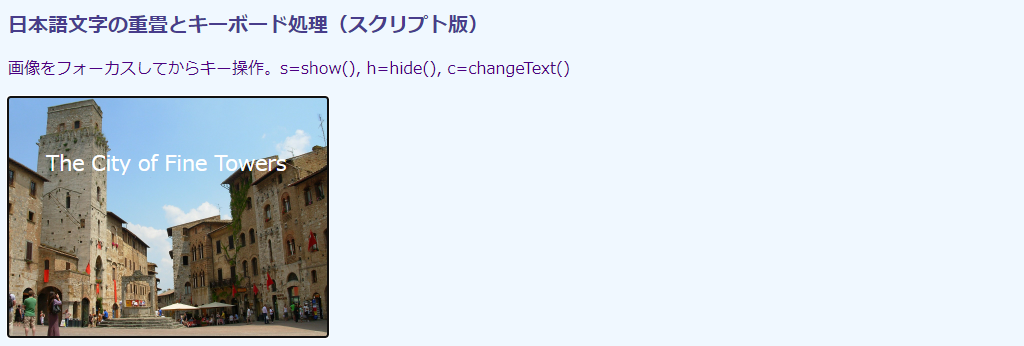 日本語文字の重畳とキーボード処理（スクリプト版）
画像をフォーカスしてからキー操作。s=show(), h=hide(), c=changeText()
The City of Fine Towers